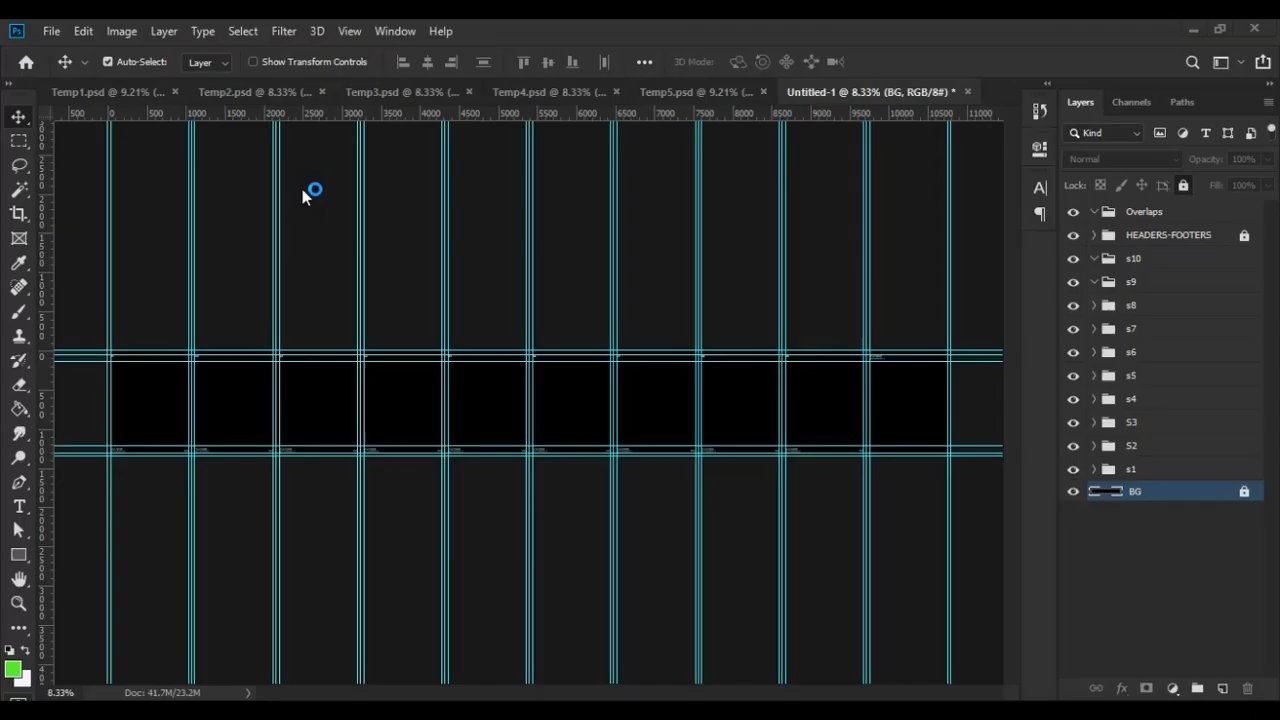 Ps File Edit Image Layer Type Select Filter 3D View Window Help
Auto-Select: Layer Show Transform Controls 3D Mode:
Temp1.psd @ 9.21% (... Temp2.psd @ 8.33% (... Temp3.psd @ 8.33% (... Temp4.psd @ 8.33% (... Temp5.psd @ 9.21% (... Untitled-1 @ 8.33% (BG, RGB/8#) *
500 0 500 1000 1500 2000 2500 3000 3500 4000 4500 5000 5500 6000 6500 7000 7500 8000 8500 9000 9500 10000 10500 11000
Layers Channels Paths
Kind
Normal Opacity: 100%
Lock: Fill: 100%
Overlaps
HEADERS-FOOTERS
s10
s9
s8
s7
s6
s5
s4
S3
S2
s1
BG
8.33% Doc: 41.7M/23.2M